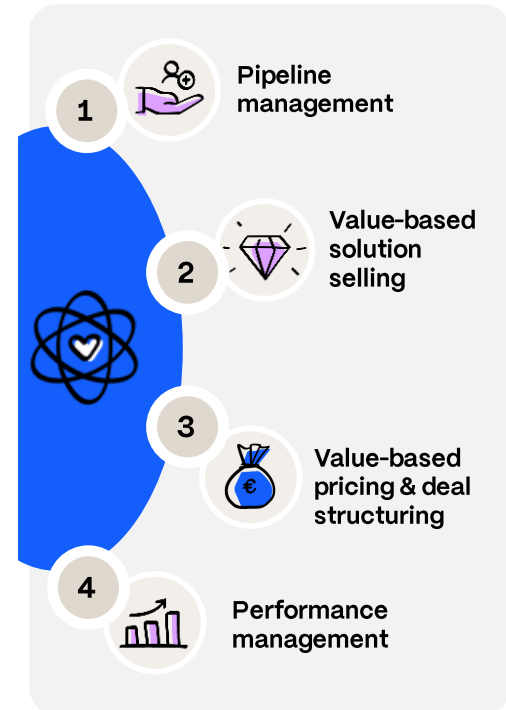 1
Pipeline
management
2
Value-based
solution
selling
3
€
Value-based
pricing & deal
structuring
4
Performance
management